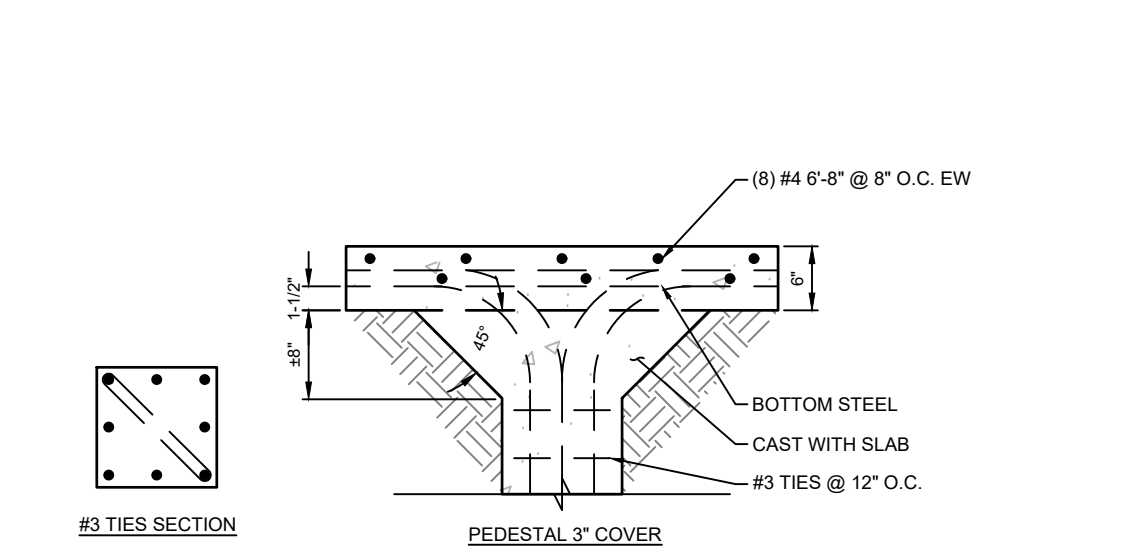 (8) #4 6'-8" @ 8" O.C. EW
6"
1-1/2"
±8"
45°
BOTTOM STEEL
CAST WITH SLAB
#3 TIES @ 12" O.C.
#3 TIES SECTION
PEDESTAL 3" COVER